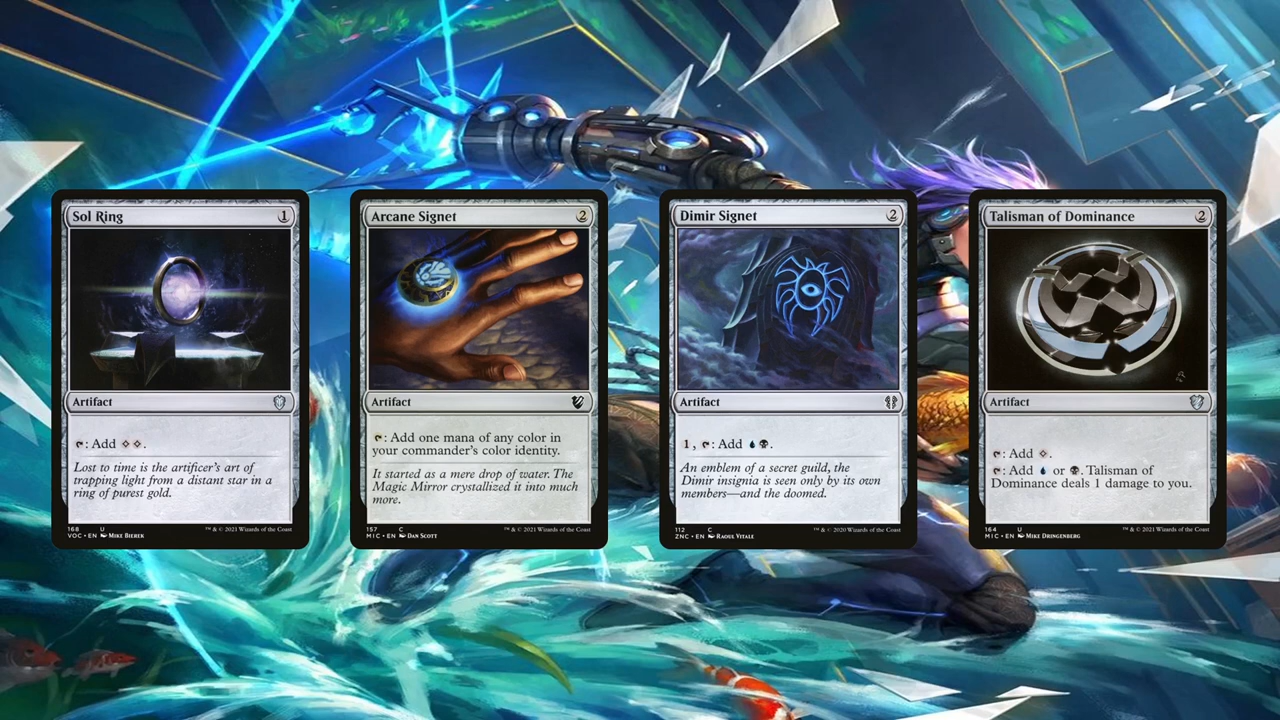 Sol Ring 1
Artifact
: Add .
Lost to time is the artificer's art of
trapping light from a distant star in a
ring of purest gold.
168 U
VOC • EN Mike Bierek
™ & © 2021 Wizards of the Coast
Arcane Signet 2
Artifact
: Add one mana of any color in
your commander's color identity.
It started as a mere drop of water. The
Magic Mirror crystallized it into much
more.
157 C
MIC • EN Dan Scott
™ & © 2021 Wizards of the Coast
Dimir Signet 2
Artifact
1 , : Add .
An emblem of a secret guild, the
Dimir insignia is seen only by its own
members—and the doomed.
112 C
ZNC • EN Raoul Vitale
™ & © 2020 Wizards of the Coast
Talisman of Dominance 2
Artifact
: Add .
: Add or . Talisman of
Dominance deals 1 damage to you.
164 U
MIC • EN Mike Dringenberg
™ & © 2021 Wizards of the Coast